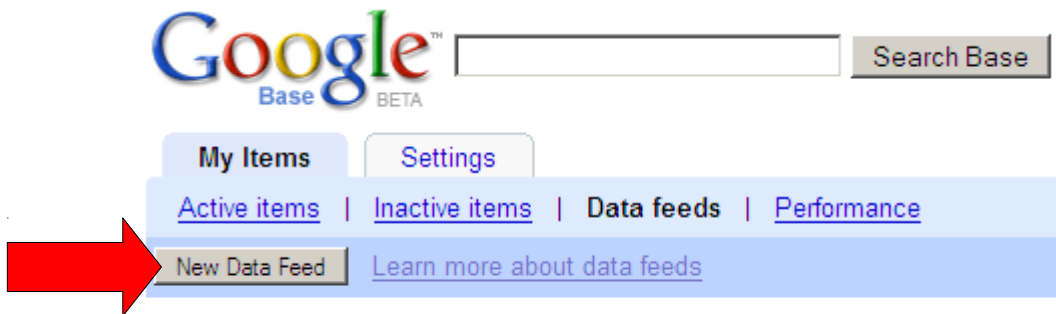 Google™ Search Base
Base BETA
My Items Settings
Active items | Inactive items | Data feeds | Performance
New Data Feed Learn more about data feeds